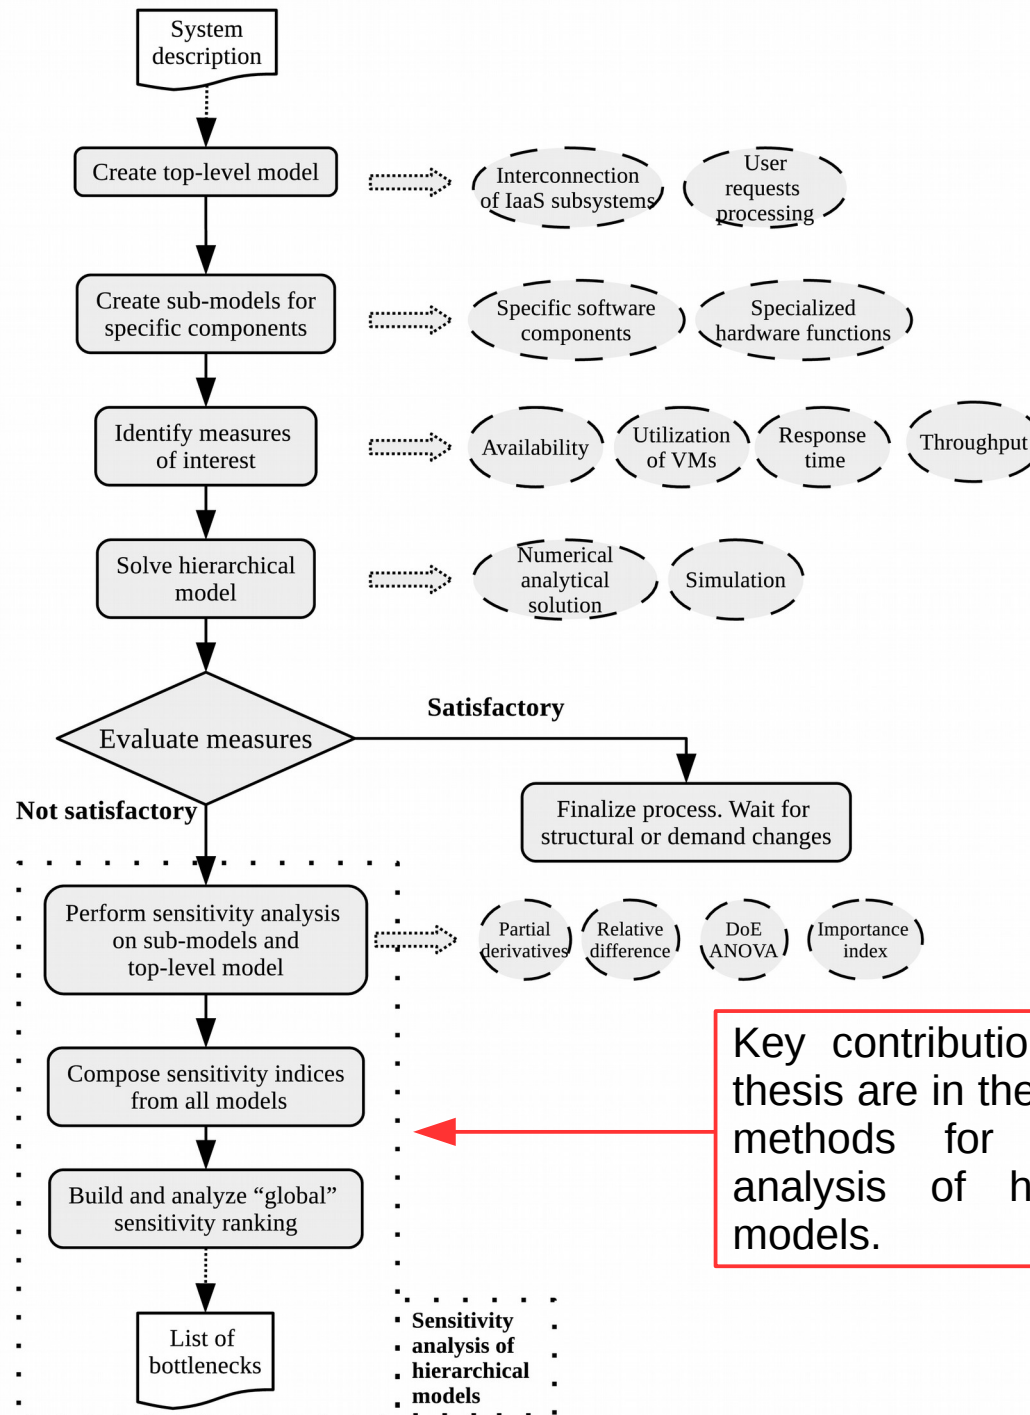 System
description
Create top-level model
Interconnection
of IaaS subsystems
User
requests
processing
Create sub-models for
specific components
Specific software
components
Specialized
hardware functions
Identify measures
of interest
Availability
Utilization
of VMs
Response
time
Throughput
Solve hierarchical
model
Numerical
analytical
solution
Simulation
Evaluate measures
Satisfactory
Not satisfactory
Finalize process. Wait for
structural or demand changes
Perform sensitivity analysis
on sub-models and
top-level model
Partial
derivatives
Relative
difference
DoE
ANOVA
Importance
index
Compose sensitivity indices
from all models
Key
thesis are in the
methods for
analysis of
models.
Build and analyze “global”
sensitivity ranking
List of
bottlenecks
Sensitivity
analysis of
hierarchical
models